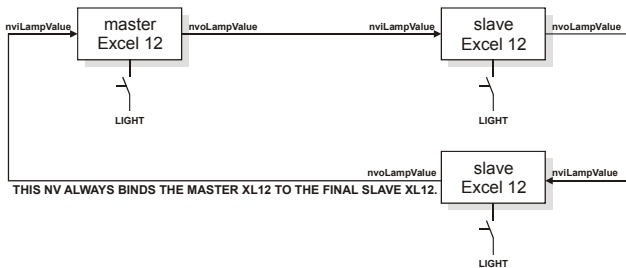 nviLampValue
master
Excel 12
nvoLampValue
nviLampValue
slave
Excel 12
nvoLampValue
LIGHT
LIGHT
nvoLampValue
slave
Excel 12
nviLampValue
THIS NV ALWAYS BINDS THE MASTER XL12 TO THE FINAL SLAVE XL12.
LIGHT